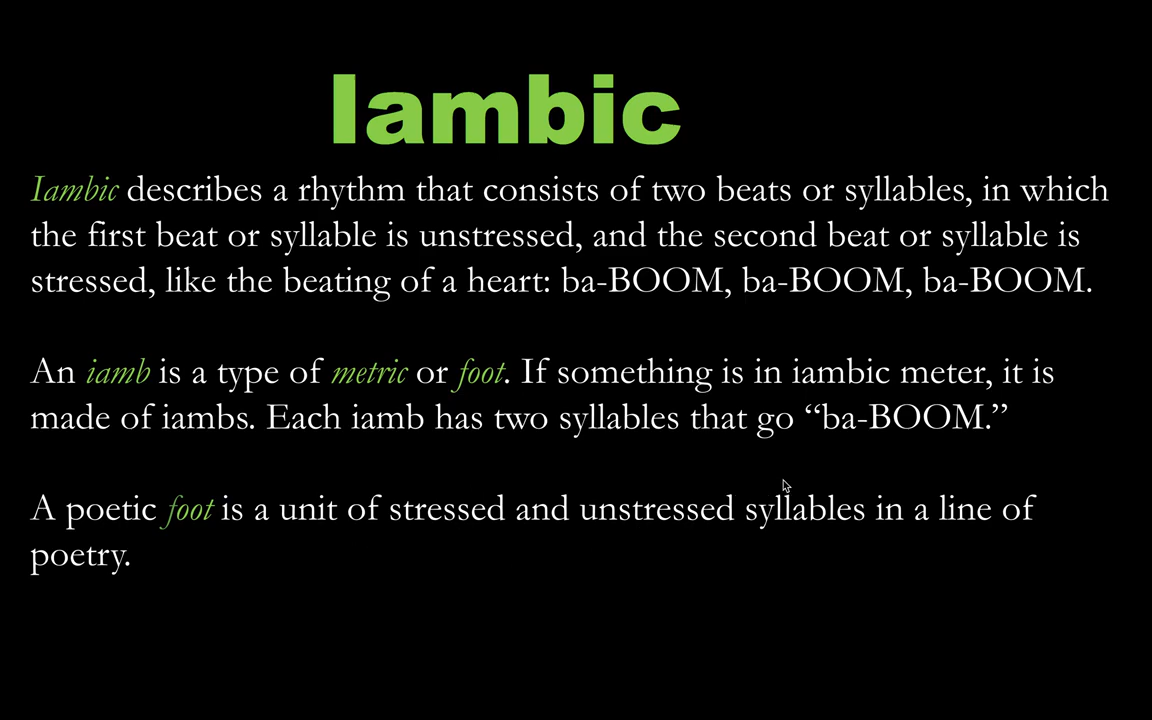 Iambic
Iambic describes a rhythm that consists of two beats or syllables, in which
the first beat or syllable is unstressed, and the second beat or syllable is
stressed, like the beating of a heart: ba-BOOM, ba-BOOM, ba-BOOM.
An iamb is a type of metric or foot. If something is in iambic meter, it is
made of iambs. Each iamb has two syllables that go “ba-BOOM.”
A poetic foot is a unit of stressed and unstressed syllables in a line of
poetry.